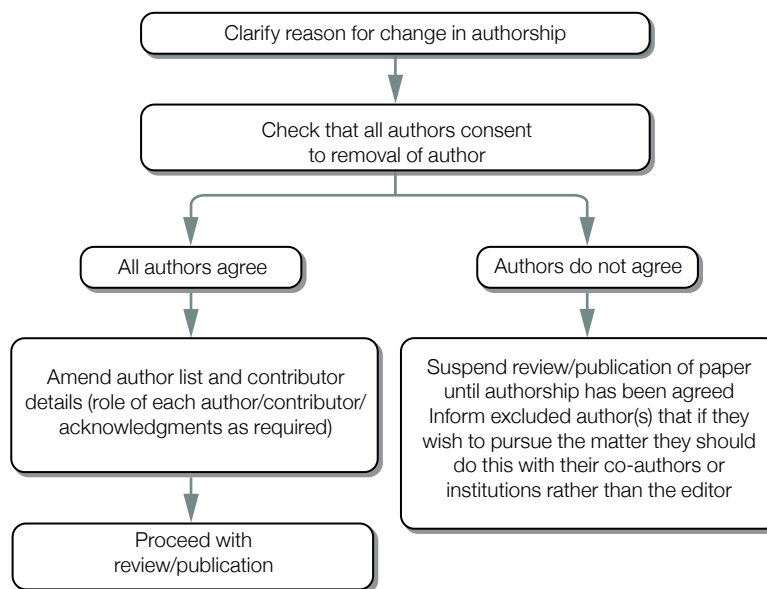 Clarify reason for change in authorship
Check that all authors consent
to removal of author
All authors agree
Authors do not agree
Amend author list and contributor
details (role of each author/contributor/
acknowledgments as required)
Suspend review/publication of paper
until authorship has been agreed
Inform excluded author(s) that if they
wish to pursue the matter they should
do this with their co-authors or
institutions rather than the editor
Proceed with
review/publication